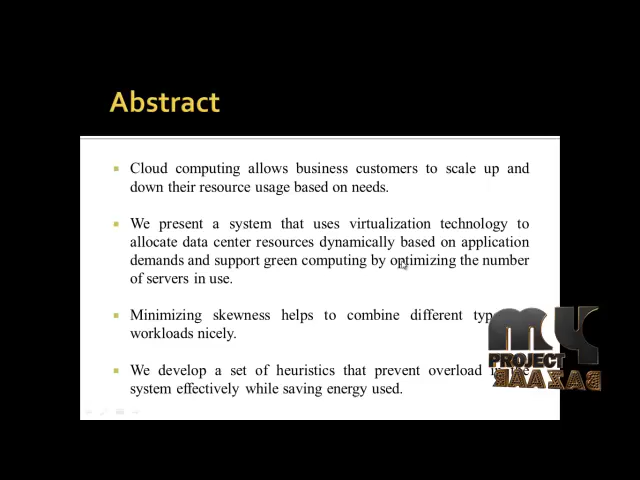 Abstract
Cloud computing allows business customers to scale up and
down their resource usage based on needs.
We present a system that uses virtualization technology to
allocate data center resources dynamically based on application
demands and support green computing by optimizing the number
of servers in use.
Minimizing skewness helps to combine different
workloads nicely.
We develop a set of heuristics that prevent overload
system effectively while saving energy used.
my
PROJECT
BAZAAR